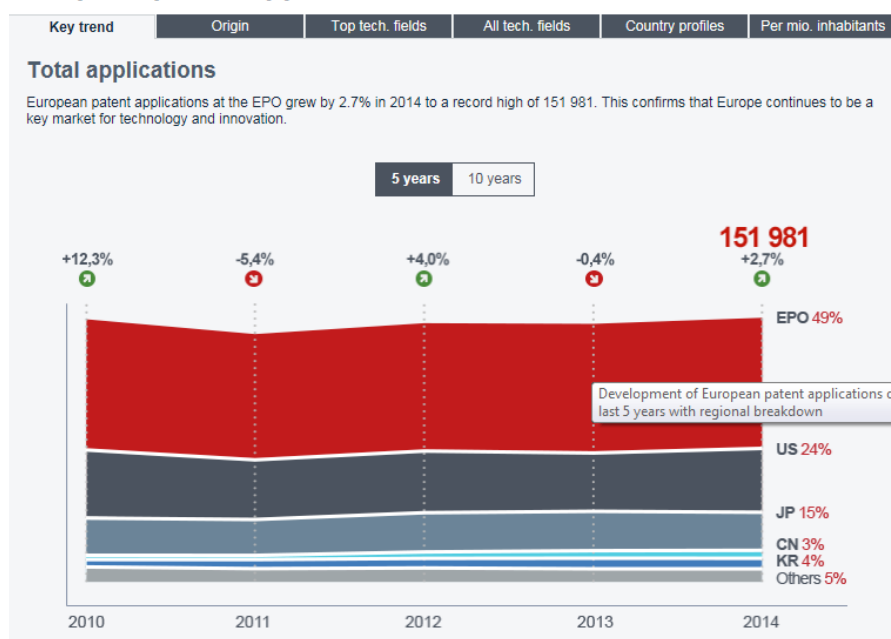 Key trend Origin Top tech. fields All tech. fields Country profiles Per mio. inhabitants
Total applications
European patent applications at the EPO grew by 2.7% in 2014 to a record high of 151 981. This confirms that Europe continues to be a
key market for technology and innovation.
5 years 10 years
151 981
+12,3% -5,4% +4,0% -0,4% +2,7%
EPO 49%
Development of European patent applications
last 5 years with regional breakdown
US 24%
JP 15%
CN 3%
KR 4%
Others 5%
2010 2011 2012 2013 2014